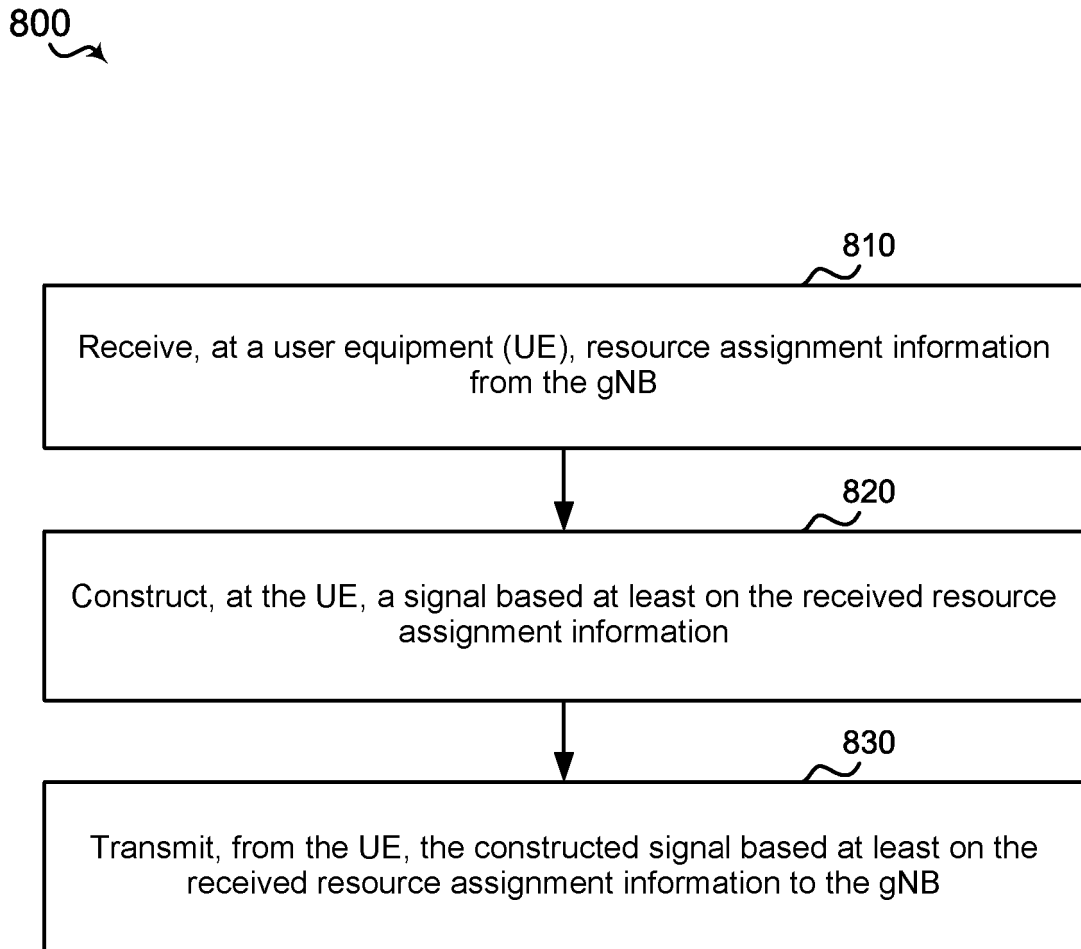 800
810
Receive, at a user equipment (UE), resource assignment information
from the gNB
820
Construct, at the UE, a signal based at least on the received resource
assignment information
830
Transmit, from the UE, the constructed signal based at least on the
received resource assignment information to the gNB